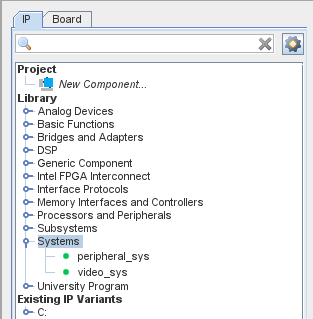 IP Board
Project
New Component...
Library
Analog Devices
Basic Functions
Bridges and Adapters
DSP
Generic Component
Intel FPGA Interconnect
Interface Protocols
Memory Interfaces and Controllers
Processors and Peripherals
Subsystems
Systems
peripheral_sys
video_sys
University Program
Existing IP Variants
C: